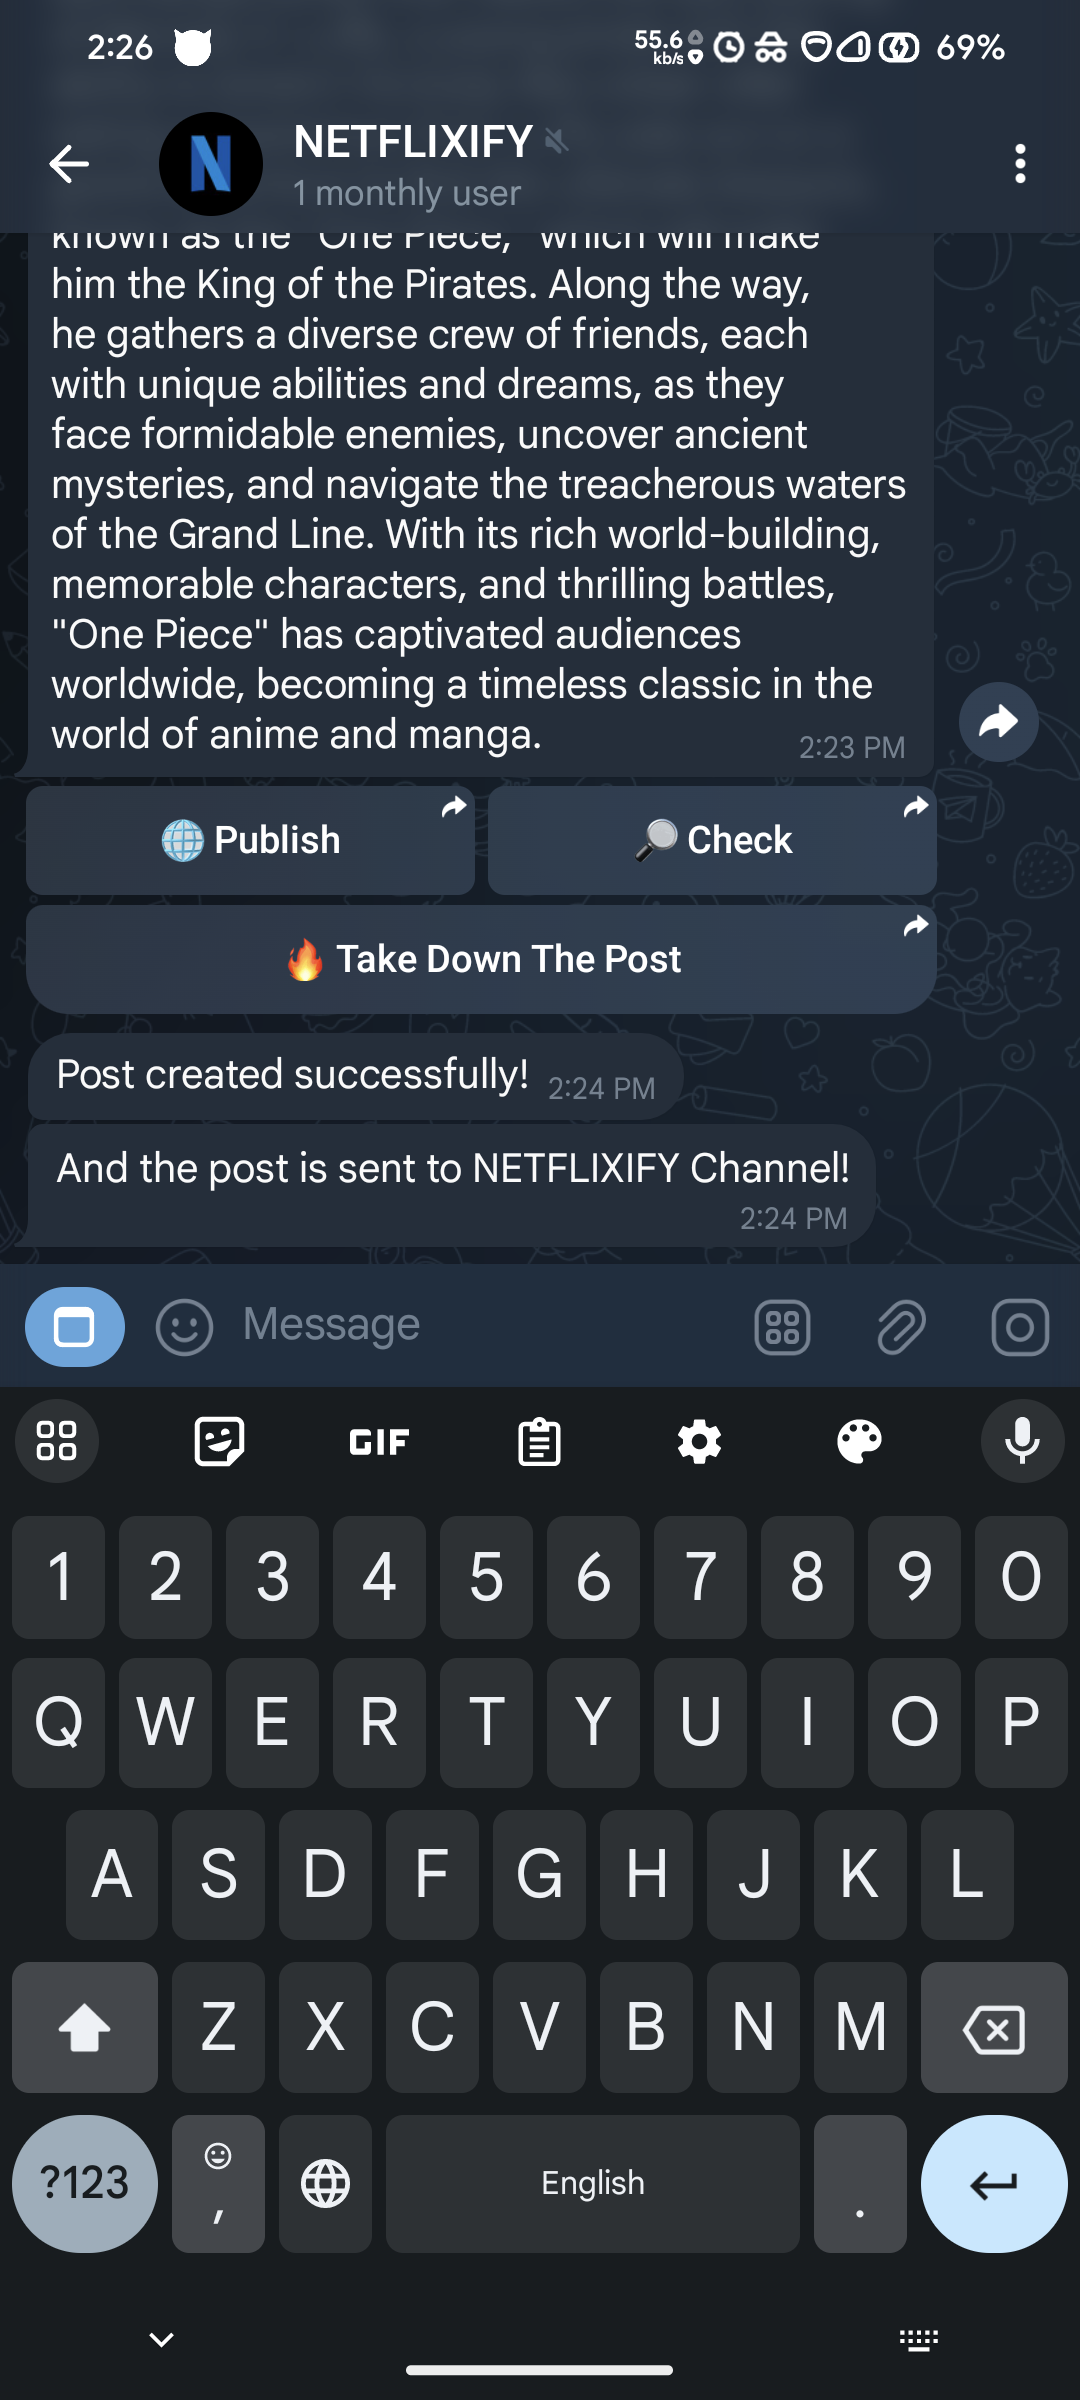 2:26
55.6
kb/s
69%
NETFLIXIFY
1 monthly user
known as the "One Piece," which will make
him the King of the Pirates. Along the way,
he gathers a diverse crew of friends, each
with unique abilities and dreams, as they
face formidable enemies, uncover ancient
mysteries, and navigate the treacherous waters
of the Grand Line. With its rich world-building,
memorable characters, and thrilling battles,
"One Piece" has captivated audiences
worldwide, becoming a timeless classic in the
world of anime and manga.
2:23 PM
🌐 Publish
🔎 Check
🔥 Take Down The Post
Post created successfully! 2:24 PM
And the post is sent to NETFLIXIFY Channel!
2:24 PM
Message
GIF
1 2 3 4 5 6 7 8 9 0
Q W E R T Y U I O P
A S D F G H J K L
Z X C V B N M
?123 , English .